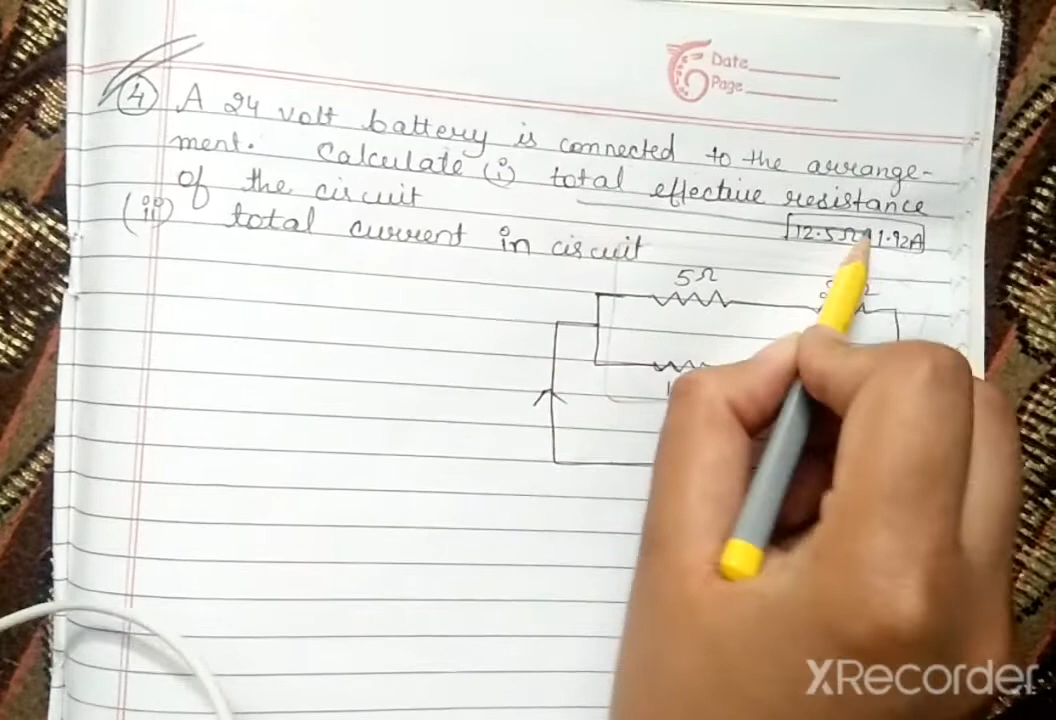 Date
Page
④ A 24 volt battery is connected to the arrange-
ment. Calculate (i) total effective resistance
of the circuit
(ii) total current in circuit
12.5Ω 1.92A
5Ω
XRecorder